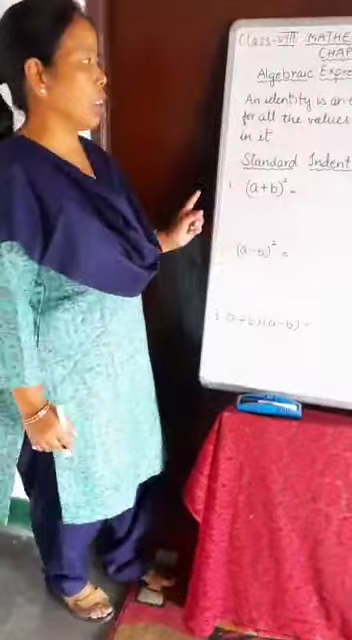 Class-VIII MATHE
CHAP
Algebraic Expre
An identity is an e
for all the values
in it
Standard Indent
1. (a+b)² =
(a-b)² =
3. (a+b)(a-b) =